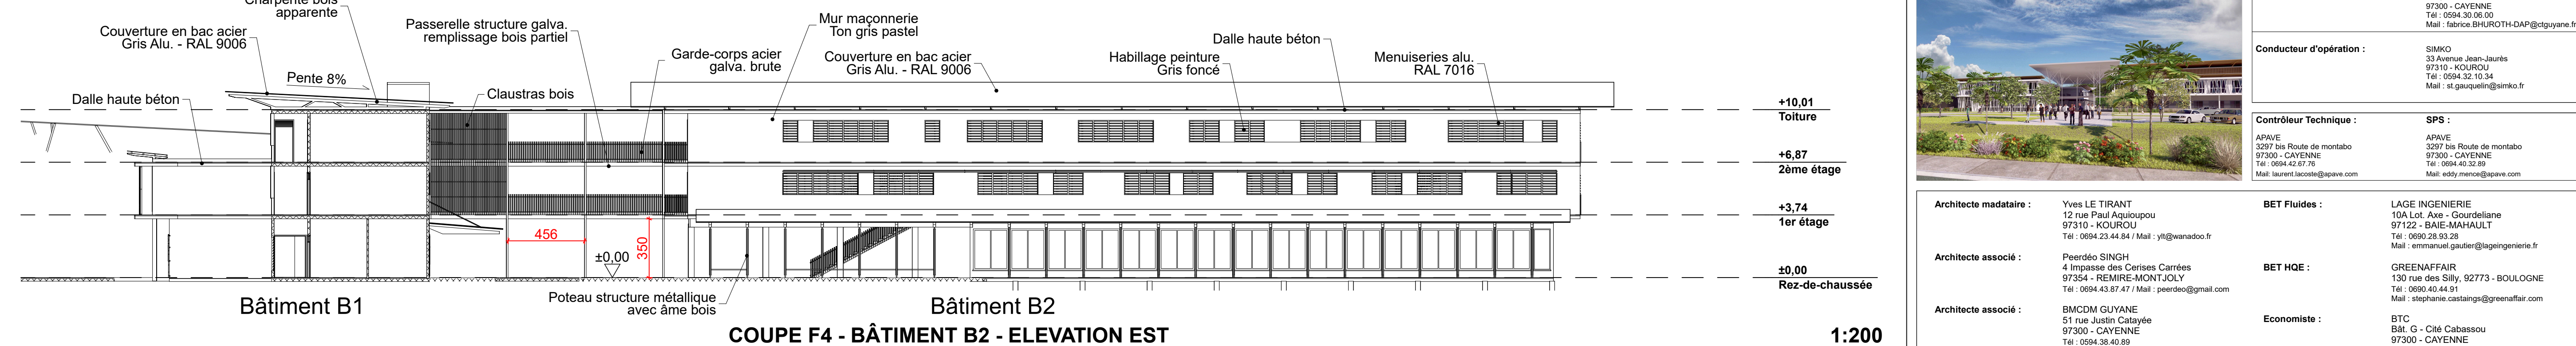 Charpente bois
apparente
Couverture en bac acier
Gris Alu. - RAL 9006
Pente 8%
Dalle haute béton
Passerelle structure galva.
remplissage bois partiel
Claustras bois
Garde-corps acier
galva. brute
Mur maçonnerie
Ton gris pastel
Couverture en bac acier
Gris Alu. - RAL 9006
Dalle haute béton
Habillage peinture
Gris foncé
Menuiseries alu.
RAL 7016
+10,01
Toiture
+6,87
2ème étage
+3,74
1er étage
±0,00
Rez-de-chaussée
456
350
±0,00
Poteau structure métallique
avec âme bois
Bâtiment B1
Bâtiment B2
COUPE F4 - BÂTIMENT B2 - ELEVATION EST
1:200
97300 - CAYENNE
Tél : 0594.30.06.00
Mail : fabrice.BHUROTH-DAP@ctguyane.fr
Conducteur d'opération :
SIMKO
33 Avenue Jean-Jaurès
97310 - KOUROU
Tél : 0594.32.10.34
Mail : st.gauquelin@simko.fr
Contrôleur Technique :
APAVE
3297 bis Route de montabo
97300 - CAYENNE
Tél : 0694.42.67.76
Mail: laurent.lacoste@apave.com
SPS :
APAVE
3297 bis Route de montabo
97300 - CAYENNE
Tél : 0694.40.32.89
Mail: eddy.mence@apave.com
Architecte madataire :
Yves LE TIRANT
12 rue Paul Aquioupou
97310 - KOUROU
Tél : 0694.23.44.84 / Mail : ylt@wanadoo.fr
Architecte associé :
Peerdéo SINGH
4 Impasse des Cerises Carrées
97354 - REMIRE-MONTJOLY
Tél : 0694.43.87.47 / Mail : peerdeo@gmail.com
Architecte associé :
BMCDM GUYANE
51 rue Justin Catayée
97300 - CAYENNE
Tél : 0594.38.40.89
BET Fluides :
LAGE INGENIERIE
10A Lot. Axe - Gourdeliane
97122 - BAIE-MAHAULT
Tél : 0690.28.93.28
Mail : emmanuel.gautier@lageingenierie.fr
BET HQE :
GREENAFFAIR
130 rue des Silly, 92773 - BOULOGNE
Tél : 0690.40.44.91
Mail : stephanie.castaings@greenaffair.com
Economiste :
BTC
Bât. G - Cité Cabassou
97300 - CAYENNE